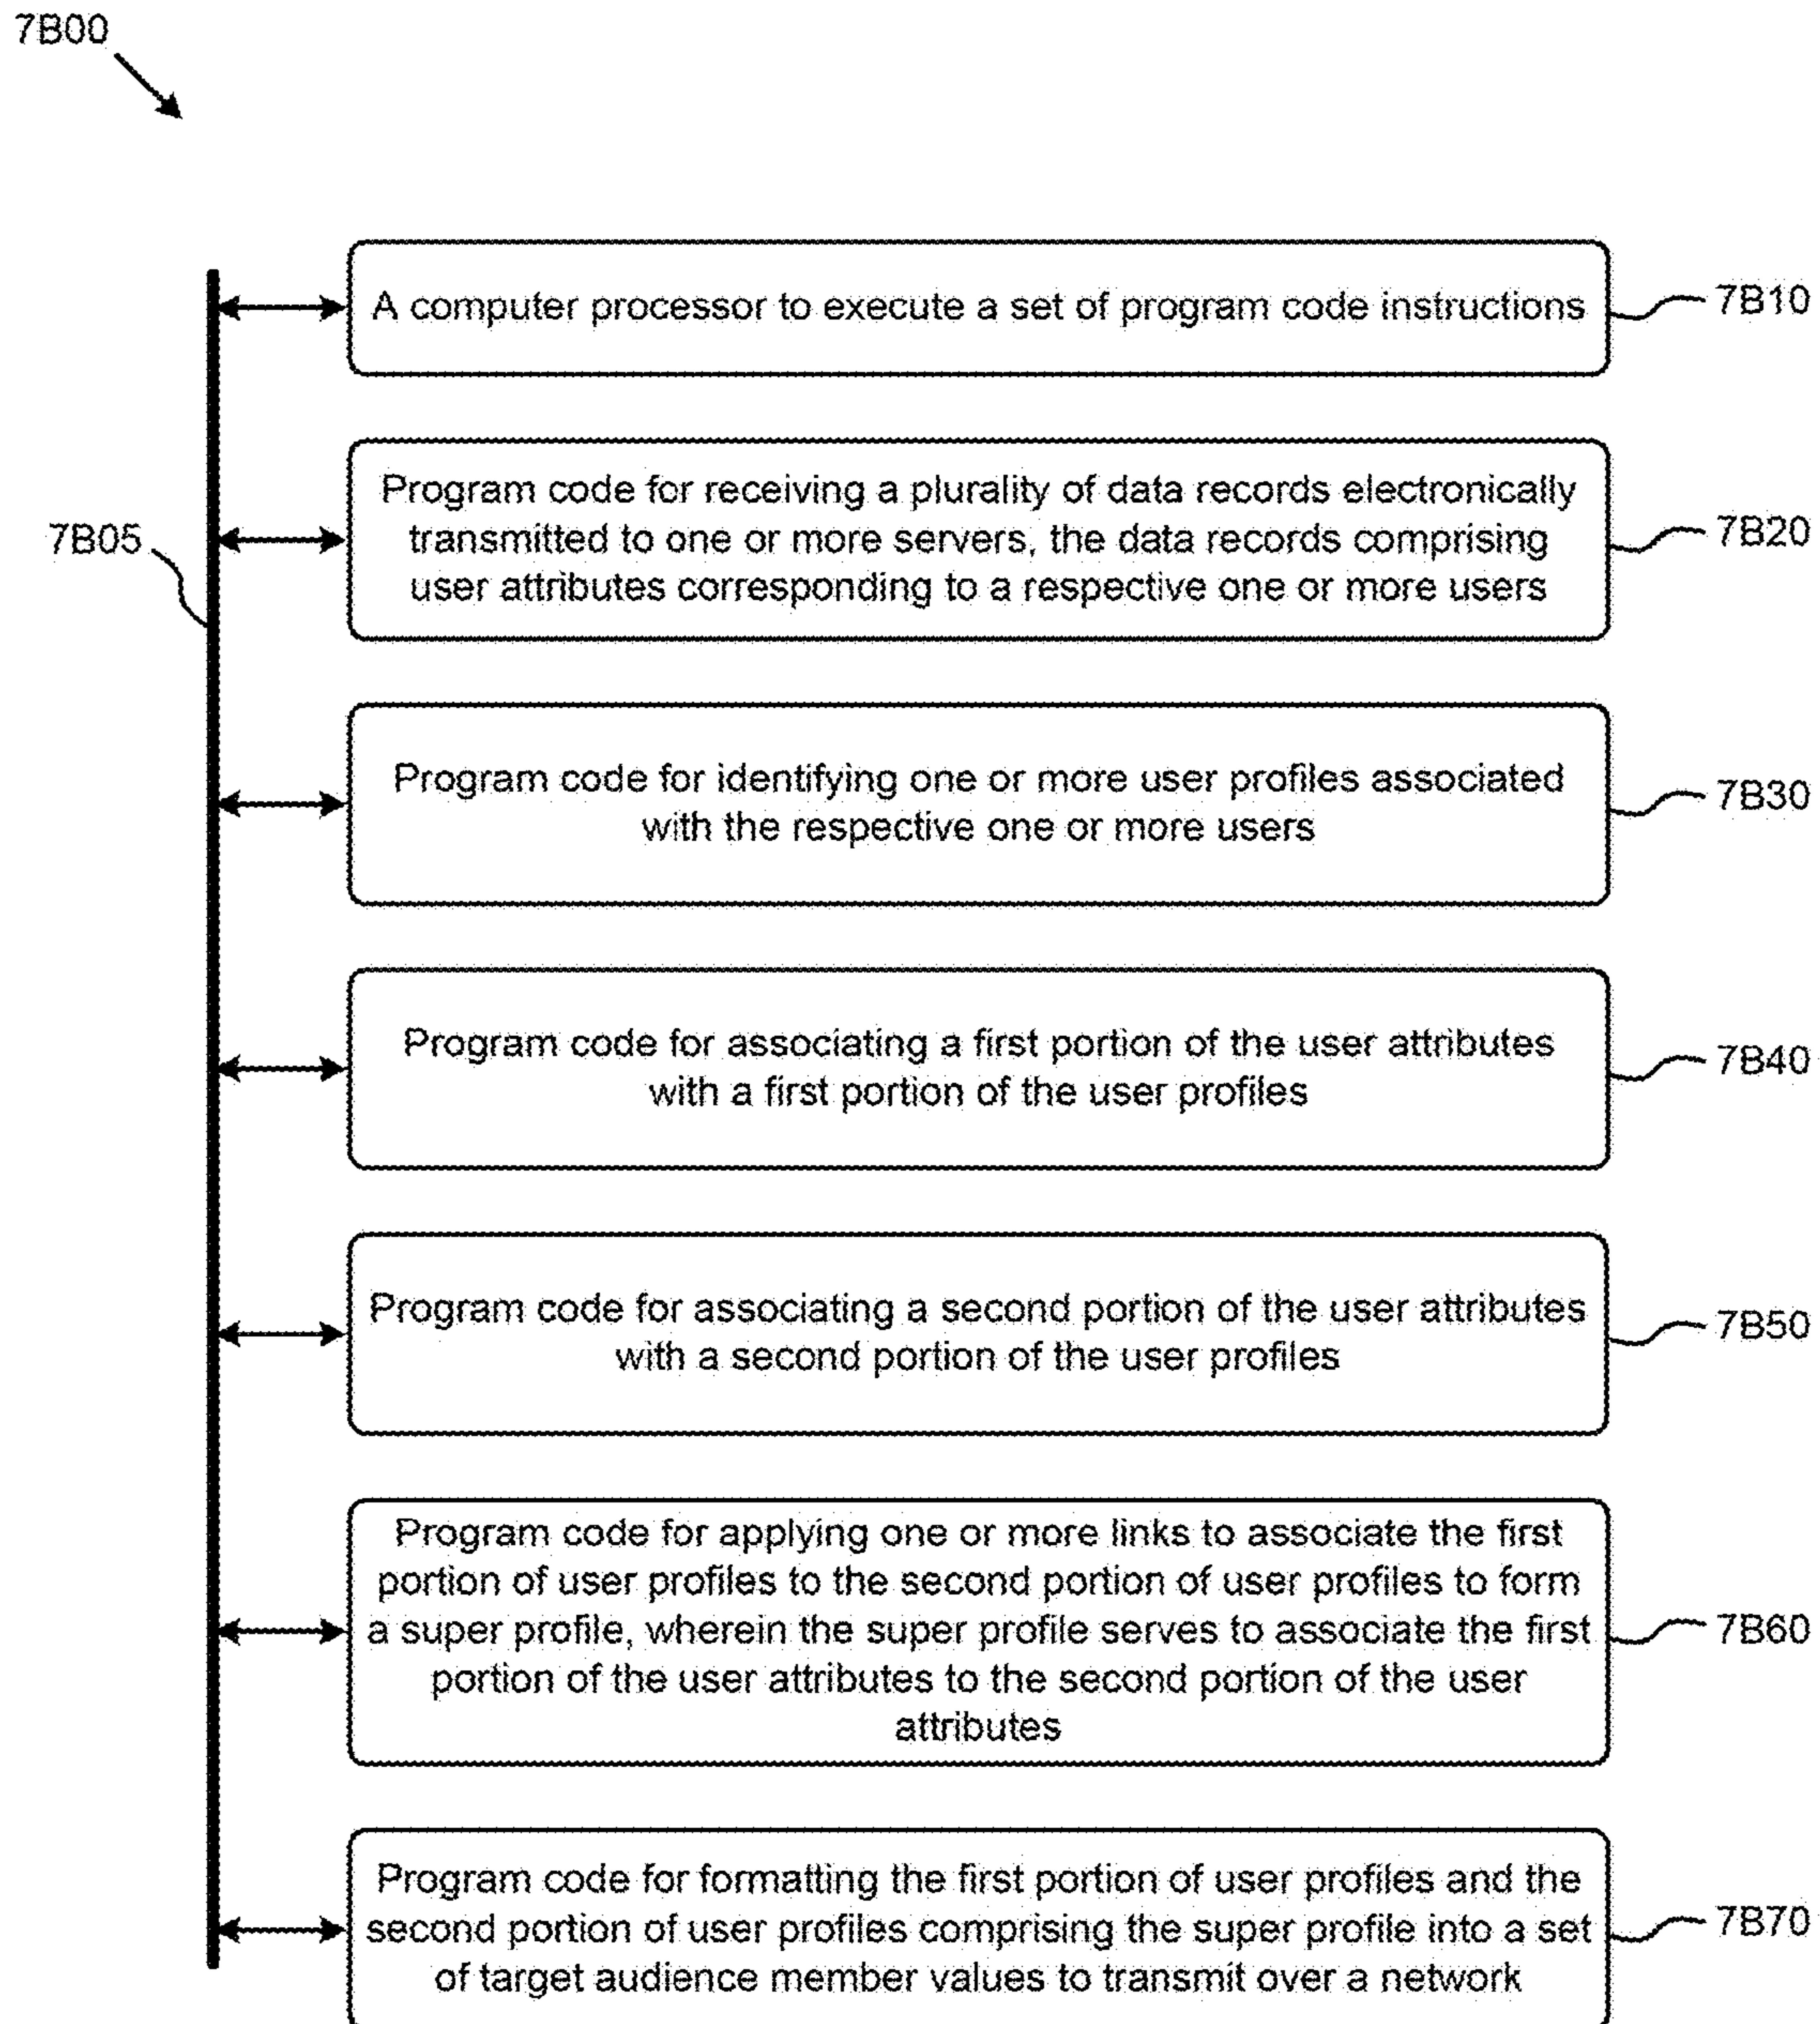 7B00
A computer processor to execute a set of program code instructions
7B10
Program code for receiving a plurality of data records electronically
transmitted to one or more servers, the data records comprising
user attributes corresponding to a respective one or more users
7B20
7B05
Program code for identifying one or more user profiles associated
with the respective one or more users
7B30
Program code for associating a first portion of the user attributes
with a first portion of the user profiles
7B40
Program code for associating a second portion of the user attributes
with a second portion of the user profiles
7B50
Program code for applying one or more links to associate the first
portion of user profiles to the second portion of user profiles to form
a super profile, wherein the super profile serves to associate the first
portion of the user attributes to the second portion of the user
attributes
7B60
Program code for formatting the first portion of user profiles and the
second portion of user profiles comprising the super profile into a set
of target audience member values to transmit over a network
7B70